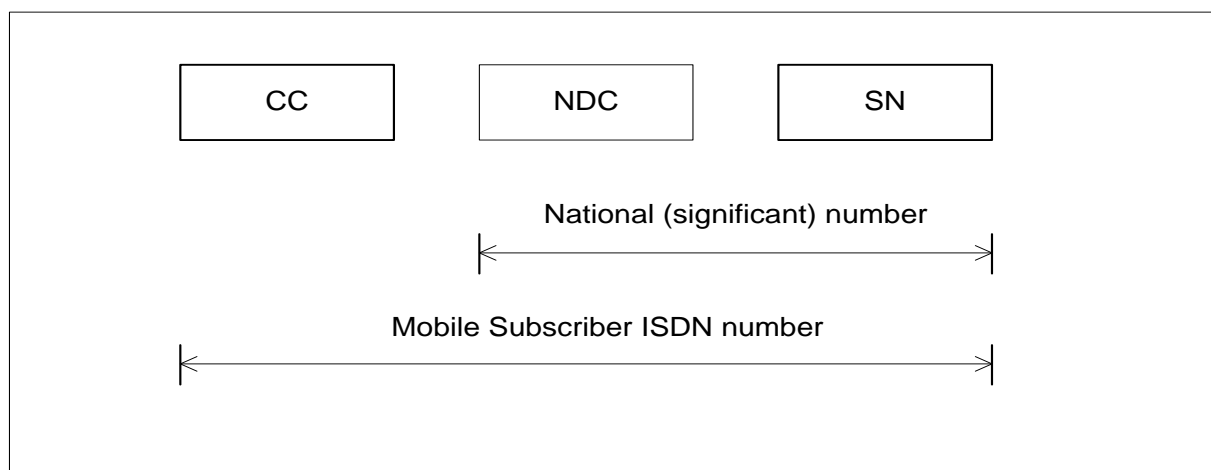 CC NDC SN
National (significant) number
Mobile Subscriber ISDN number